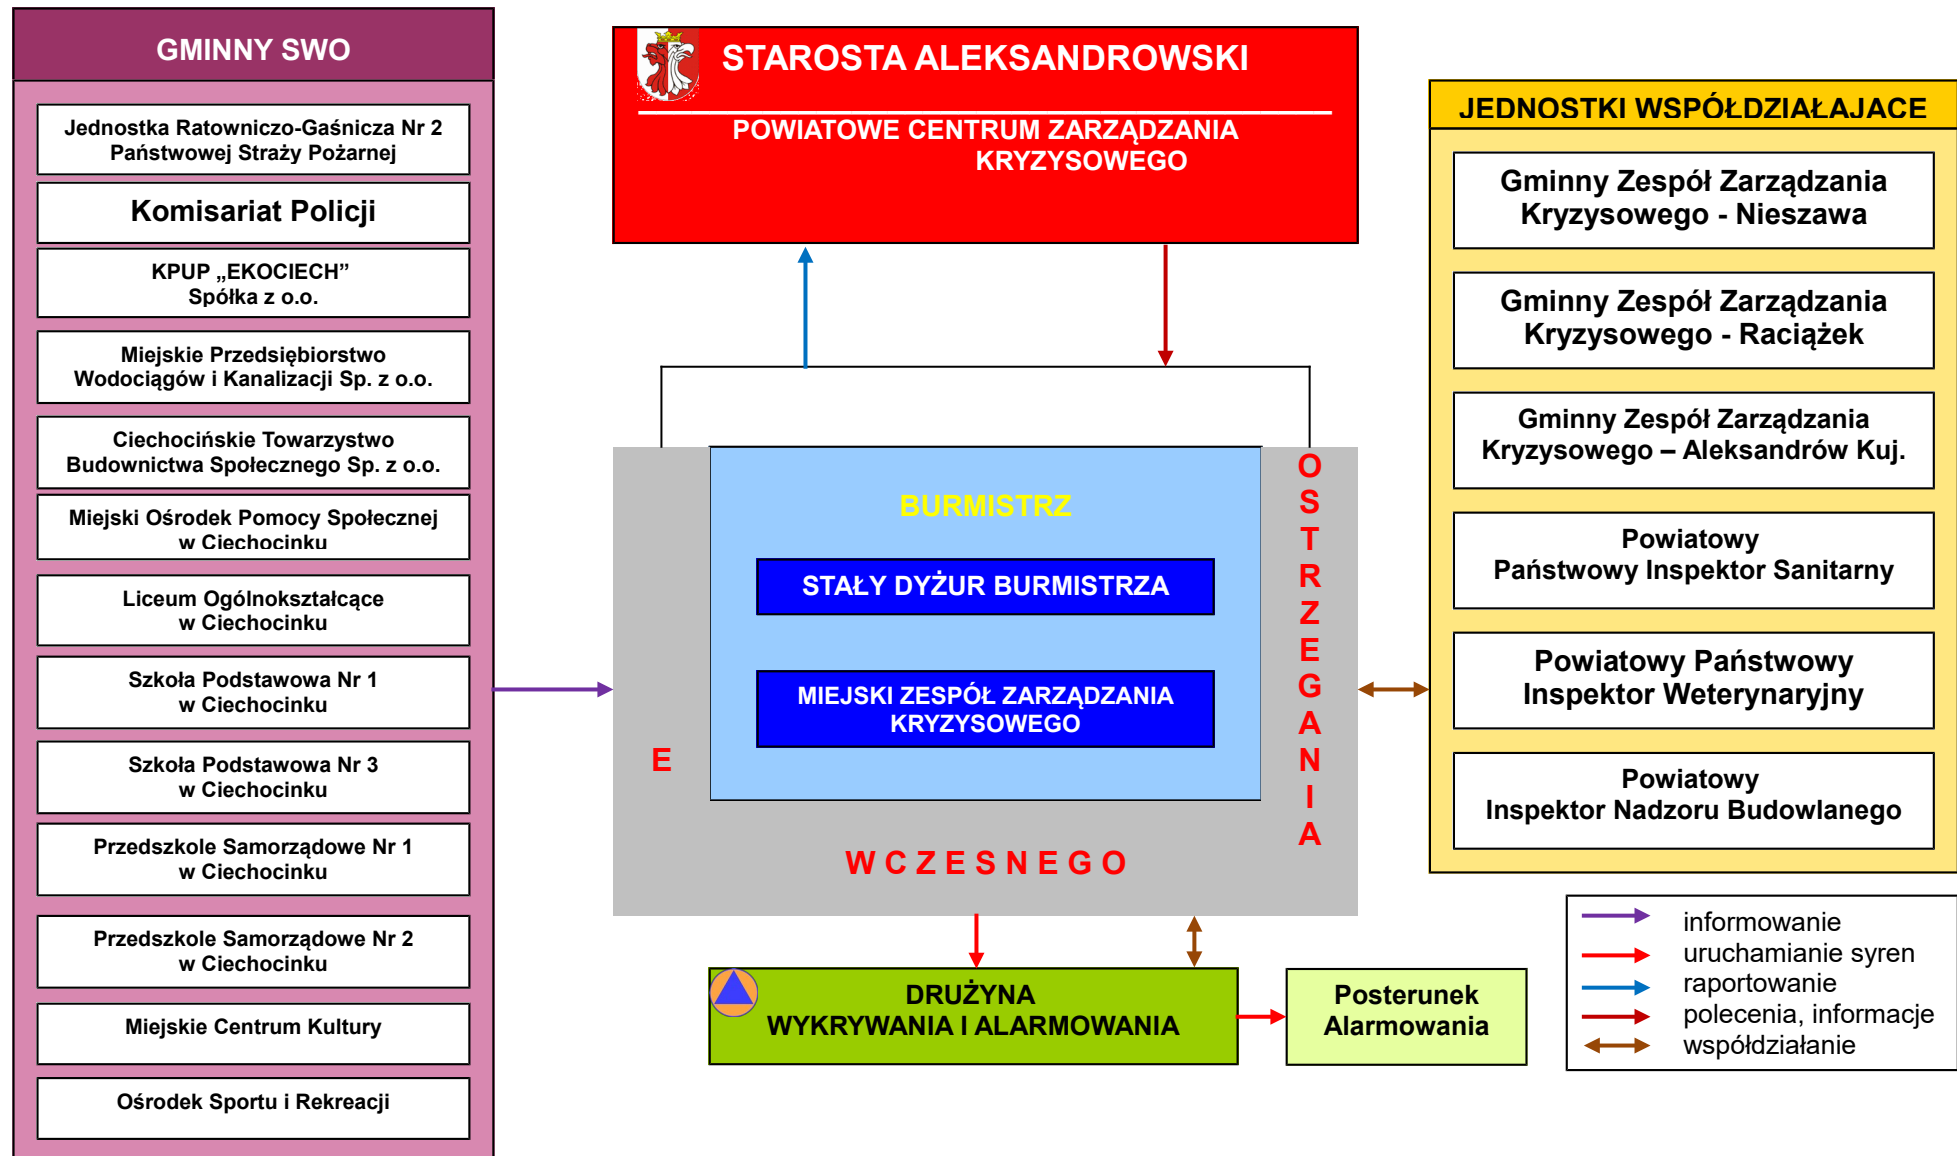 GMINNY SWO
Jednostka Ratowniczo-Gaśnicza Nr 2
Państwowej Straży Pożarnej
Komisariat Policji
KPUP „EKOCIECH”
Spółka z o.o.
Miejskie Przedsiębiorstwo
Wodociągów i Kanalizacji Sp. z o.o.
Ciechocińskie Towarzystwo
Budownictwa Społecznego Sp. z o.o.
Miejski Ośrodek Pomocy Społecznej
w Ciechocinku
Liceum Ogólnokształcące
w Ciechocinku
Szkoła Podstawowa Nr 1
w Ciechocinku
Szkoła Podstawowa Nr 3
w Ciechocinku
Przedszkole Samorządowe Nr 1
w Ciechocinku
Przedszkole Samorządowe Nr 2
w Ciechocinku
Miejskie Centrum Kultury
Ośrodek Sportu i Rekreacji
STAROSTA ALEKSANDROWSKI
POWIATOWE CENTRUM ZARZĄDZANIA
KRYZYSOWEGO
BURMISTRZ
STAŁY DYŻUR BURMISTRZA
MIEJSKI ZESPÓŁ ZARZĄDZANIA
KRYZYSOWEGO
E
W C Z E S N E G O
O
S
T
R
Z
E
G
A
N
I
A
DRUŻYNA
WYKRYWANIA I ALARMOWANIA
Posterunek
Alarmowania
JEDNOSTKI WSPÓŁDZIAŁAJACE
Gminny Zespół Zarządzania
Kryzysowego - Nieszawa
Gminny Zespół Zarządzania
Kryzysowego - Raciążek
Gminny Zespół Zarządzania
Kryzysowego – Aleksandrów Kuj.
Powiatowy
Państwowy Inspektor Sanitarny
Powiatowy Państwowy
Inspektor Weterynaryjny
Powiatowy
Inspektor Nadzoru Budowlanego
informowanie
uruchamianie syren
raportowanie
polecenia, informacje
współdziałanie